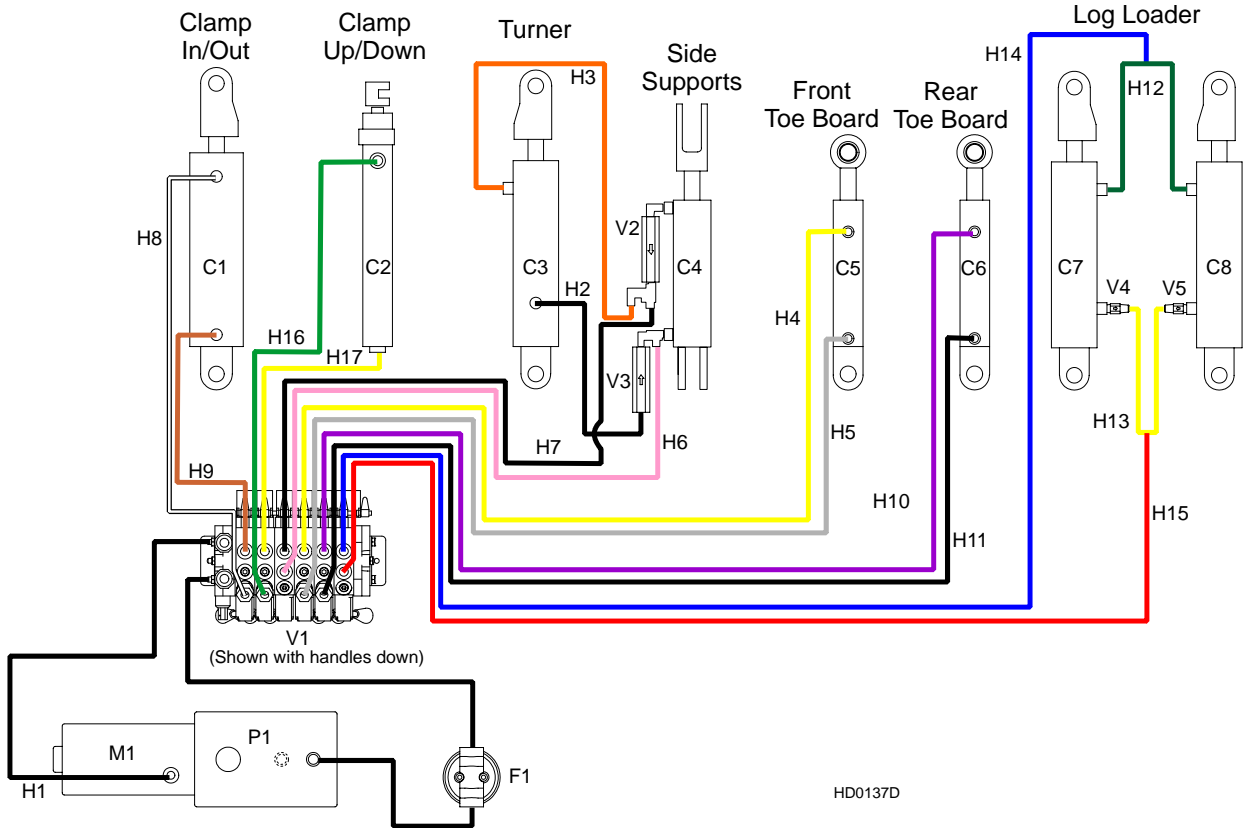 Clamp
In/Out
Clamp
Up/Down
Turner
Side
Supports
Front
Toe Board
Rear
Toe Board
Log Loader
H14
H3
H12
H8
V2
C1
C2
C3
C4
C5
C6
C7
C8
H2
V4
V5
H4
H16
H17
V3
H13
H7
H6
H5
H9
H10
H15
H11
V1
(Shown with handles down)
M1
P1
F1
H1
HD0137D